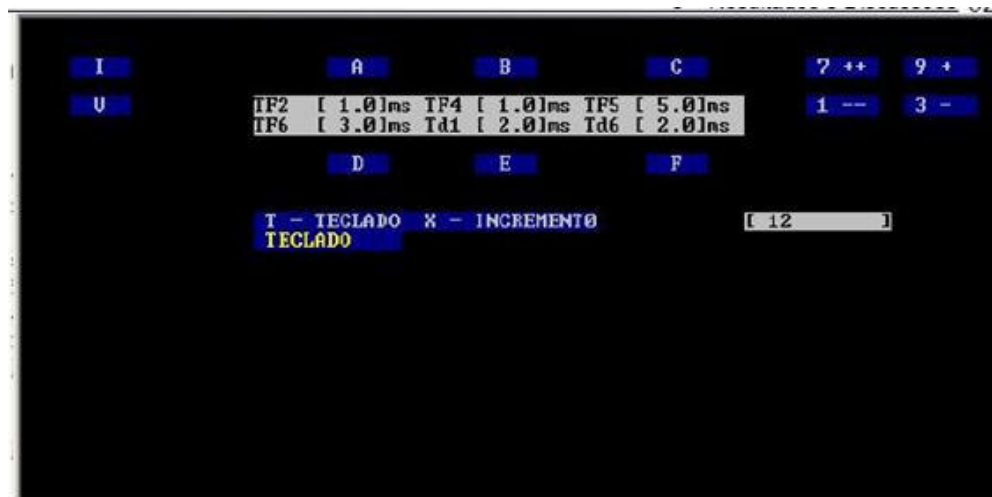 I A B C 7 ++ 9 +
V TF2 [ 1.0]ms TF4 [ 1.0]ms TF5 [ 5.0]ms 1 -- 3 -
TF6 [ 3.0]ms Td1 [ 2.0]ms Td6 [ 2.0]ms
D E F
T - TECLADO X - INCREMENTO [ 12 ]
TECLADO